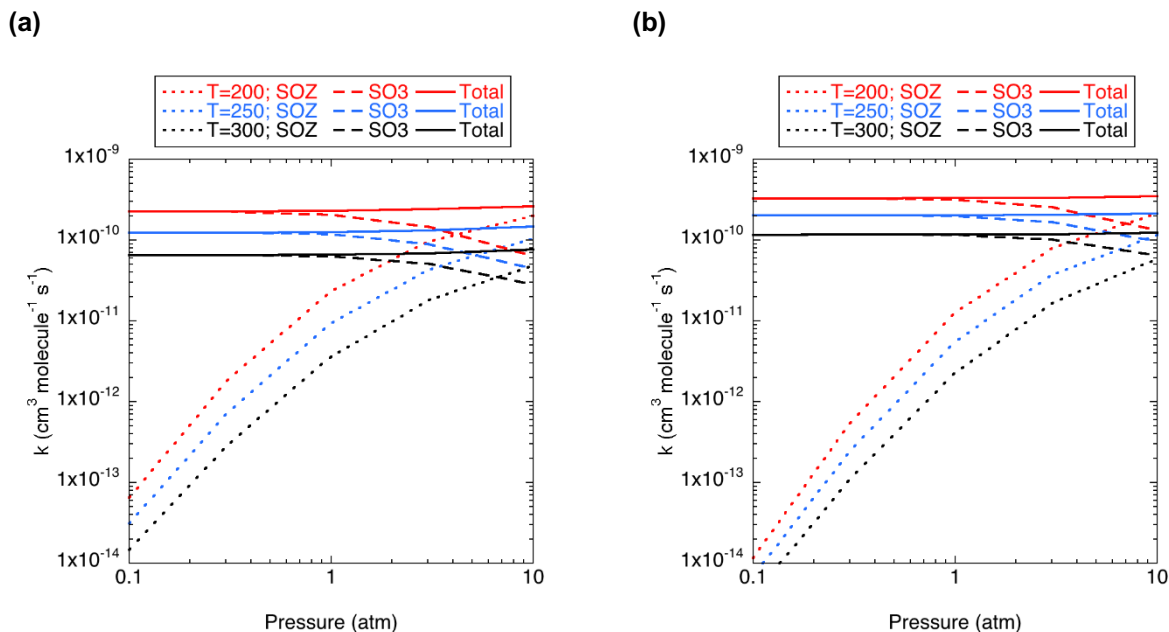 (a)
T=200; SOZ SO3 Total
T=250; SOZ SO3 Total
T=300; SOZ SO3 Total
1x10⁻⁹
1x10⁻¹⁰
1x10⁻¹¹
1x10⁻¹²
1x10⁻¹³
1x10⁻¹⁴
k (cm³ molecule⁻¹ s⁻¹)
0.1 1 10
Pressure (atm)
(b)
T=200; SOZ SO3 Total
T=250; SOZ SO3 Total
T=300; SOZ SO3 Total
1x10⁻⁹
1x10⁻¹⁰
1x10⁻¹¹
1x10⁻¹²
1x10⁻¹³
1x10⁻¹⁴
k (cm³ molecule⁻¹ s⁻¹)
0.1 1 10
Pressure (atm)